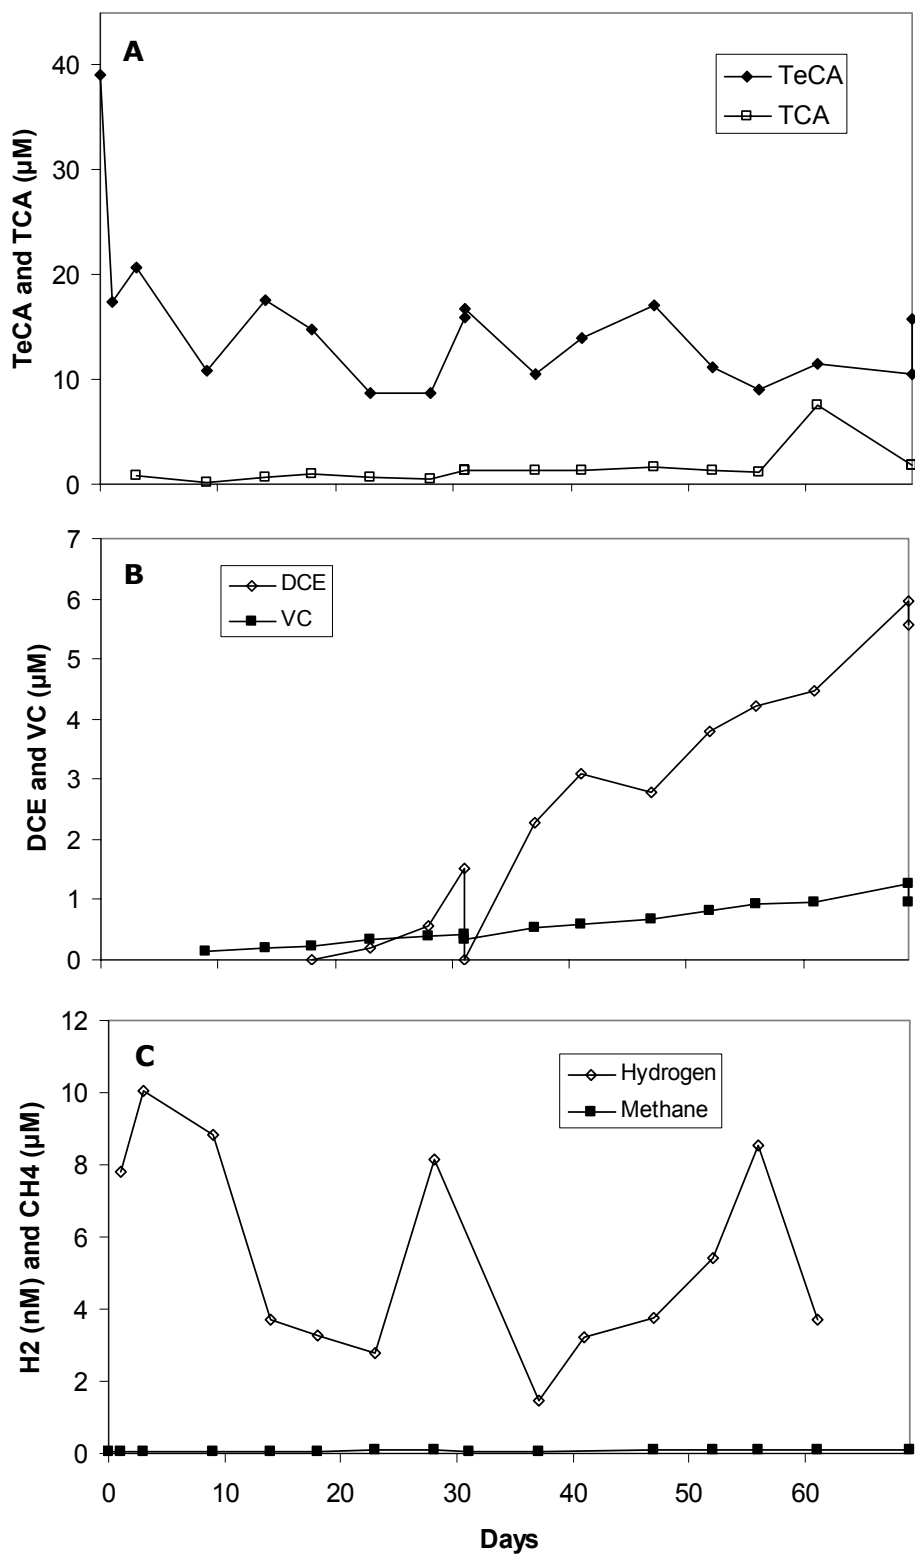 A
TeCA
TCA
40
30
20
10
0
TeCA and TCA (µM)
B
DCE
VC
7
6
5
4
3
2
1
0
DCE and VC (µM)
C
Hydrogen
Methane
12
10
8
6
4
2
0
H2 (nM) and CH4 (µM)
0 10 20 30 40 50 60
Days